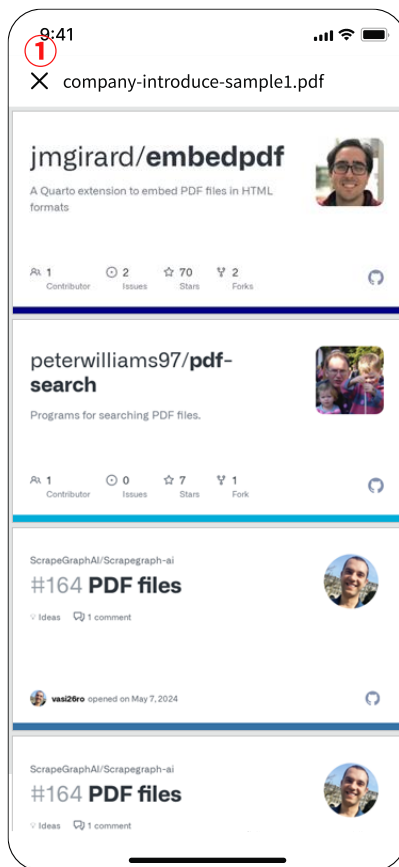 9:41
①
company-introduce-sample1.pdf
jmgirard/embedpdf
A Quarto extension to embed PDF files in HTML
formats
1 2 70 2
Contributor Issues Stars Forks
peterwilliams97/pdf-
search
Programs for searching PDF files.
1 0 7 1
Contributor Issues Stars Fork
ScrapeGraphAI/Scrapegraph-ai
#164 PDF files
Ideas 1 comment
vasi26ro opened on May 7, 2024
ScrapeGraphAI/Scrapegraph-ai
#164 PDF files
Ideas 1 comment